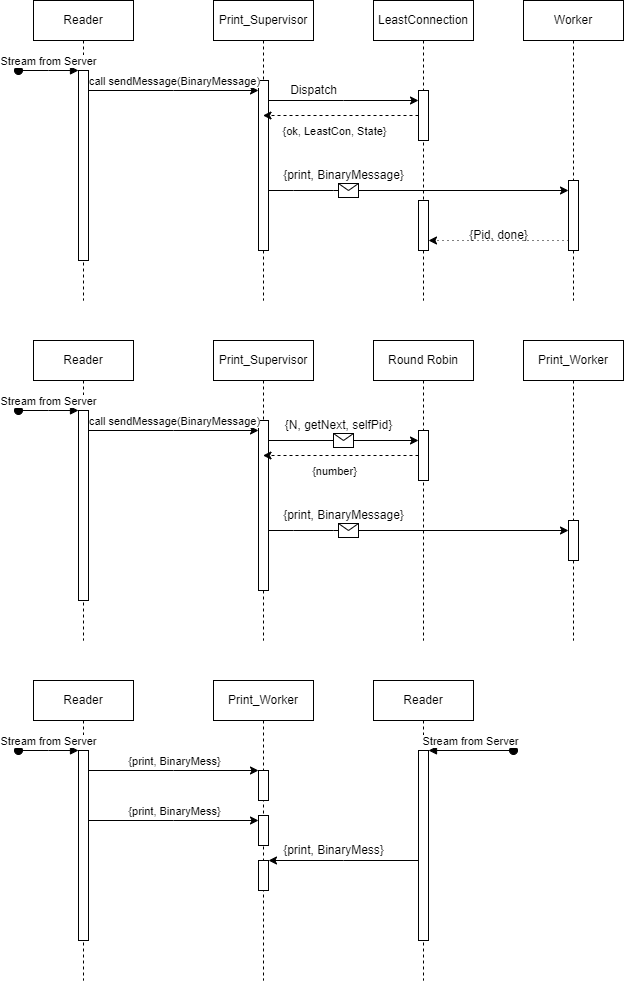 Reader
Print_Supervisor
LeastConnection
Worker
Stream from Server
call sendMessage(BinaryMessage)
Dispatch
{ok, LeastCon, State}
{print, BinaryMessage}
{Pid, done}
Reader
Print_Supervisor
Round Robin
Print_Worker
Stream from Server
call sendMessage(BinaryMessage)
{N, getNext, selfPid}
{number}
{print, BinaryMessage}
Reader
Print_Worker
Reader
Stream from Server
Stream from Server
{print, BinaryMess}
{print, BinaryMess}
{print, BinaryMess}